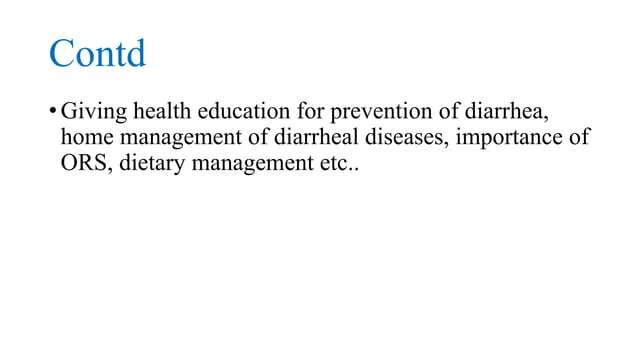 Contd
• Giving health education for prevention of diarrhea,
home management of diarrheal diseases, importance of
ORS, dietary management etc..